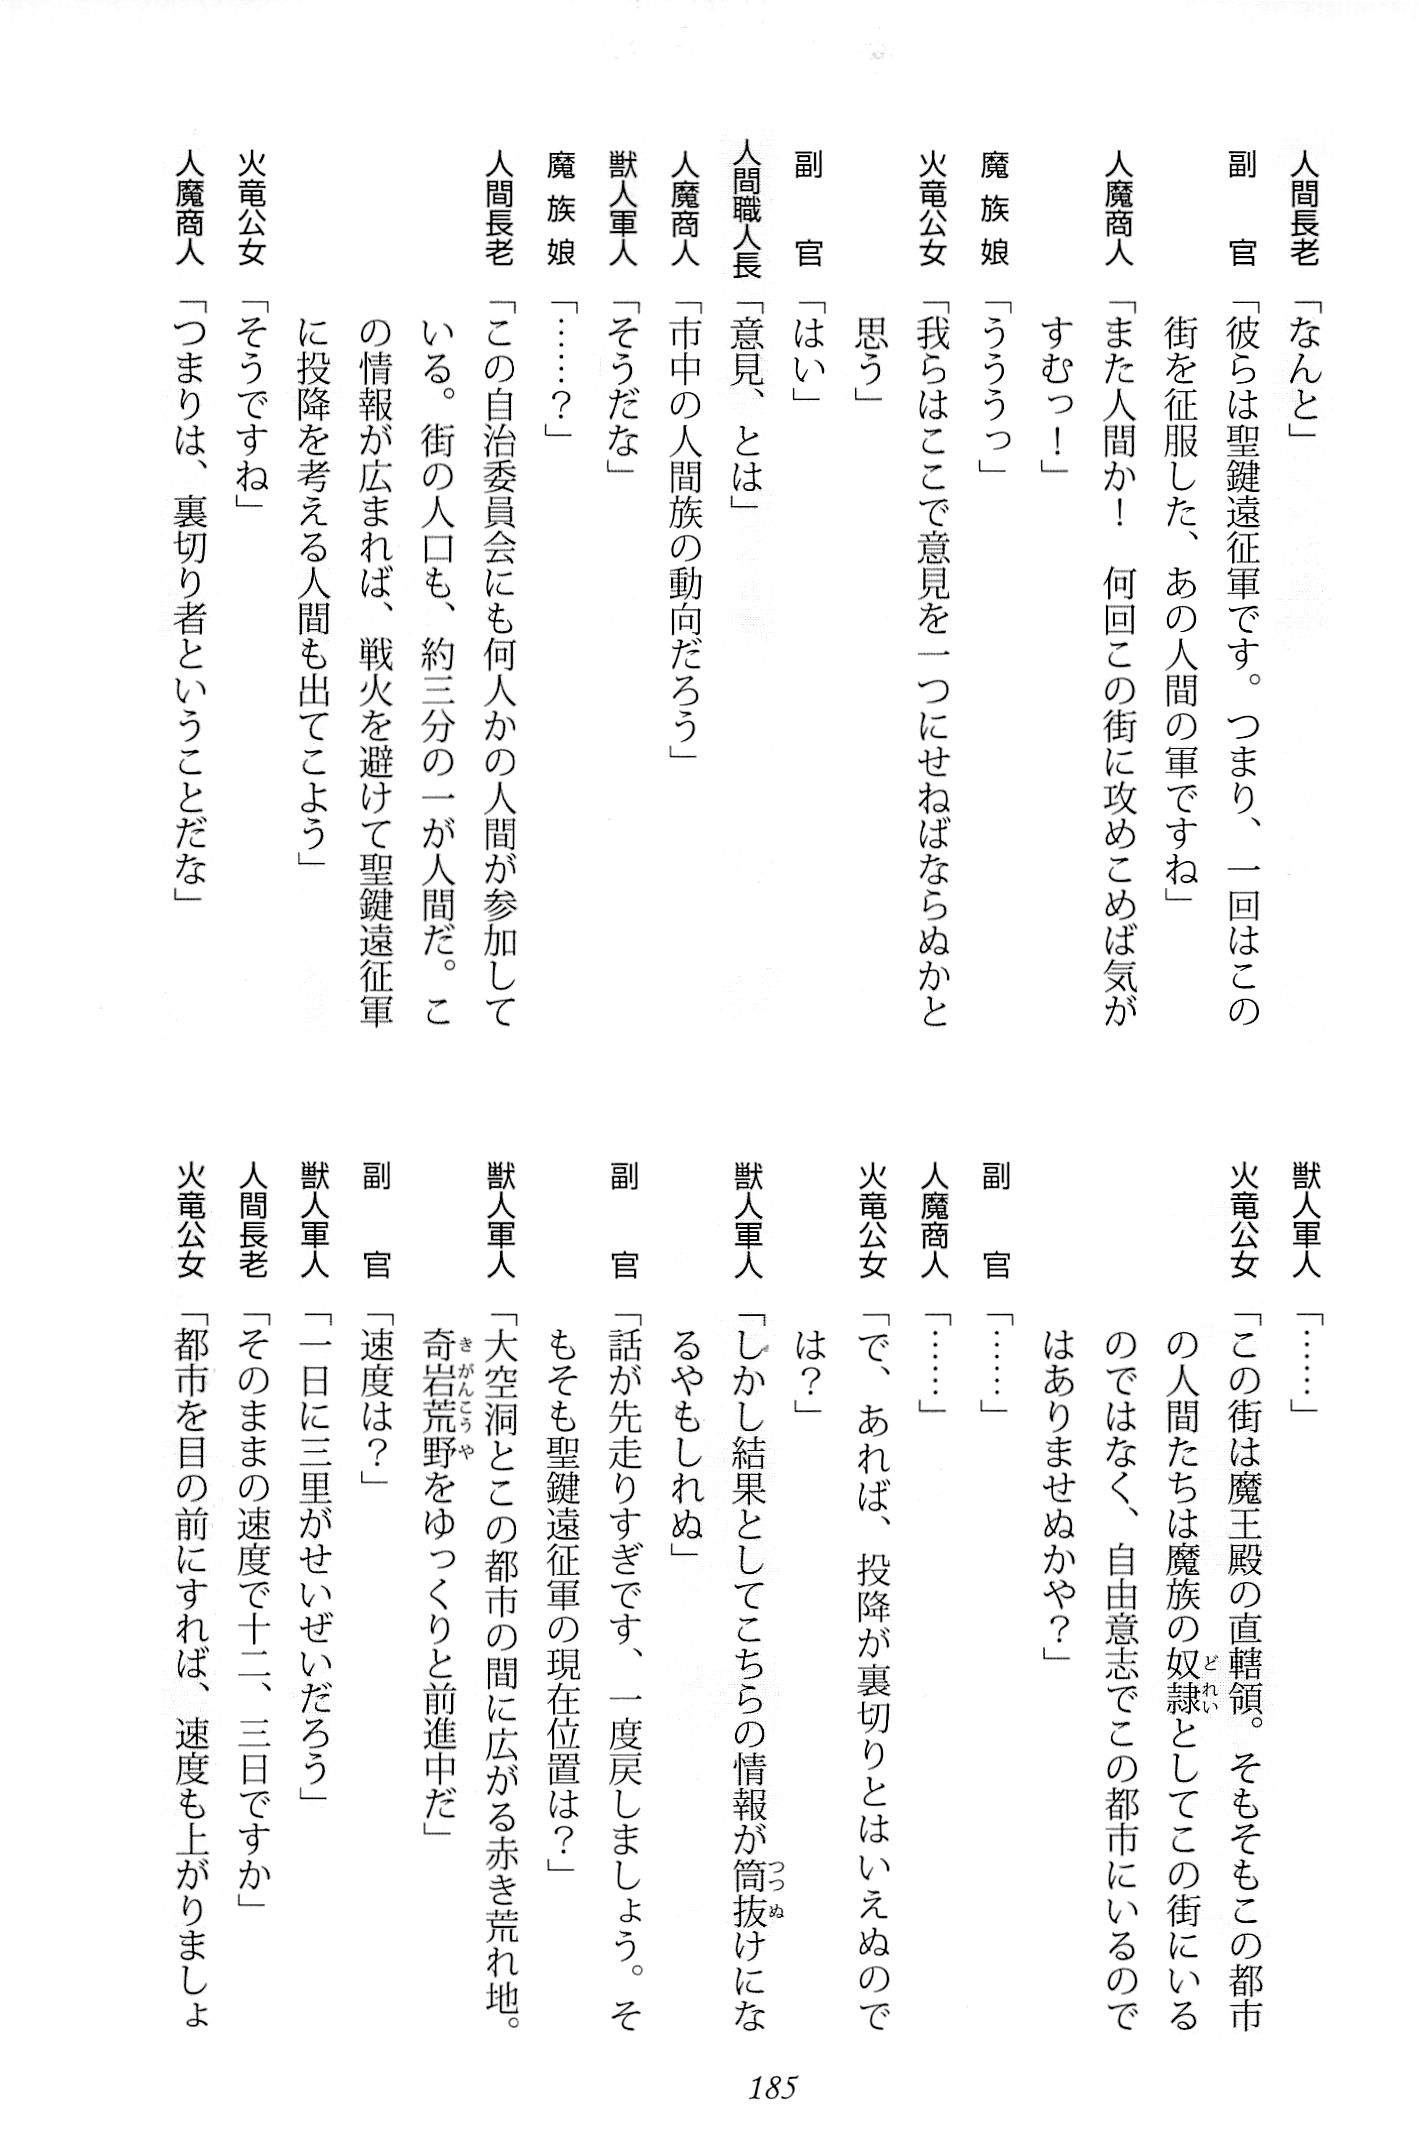 人間長老「なんと」
副　官「彼らは聖鍵遠征軍です。つまり、一回はこの
街を征服した、あの人間の軍ですね」
人魔商人「また人間か！　何回この街に攻めこめば気が
すむっ！」
魔族娘「うううっ」
火竜公女「我らはここで意見を一つにせねばならぬかと
思う」
副　官「はい」
人間職人長「意見、とは」
人魔商人「市中の人間族の動向だろう」
獣人軍人「そうだな」
魔族娘「……？」
人間長老「この自治委員会にも何人かの人間が参加して
いる。街の人口も、約三分の一が人間だ。こ
の情報が広まれば、戦火を避けて聖鍵遠征軍
に投降を考える人間も出てこよう」
火竜公女「そうですね」
人魔商人「つまりは、裏切り者ということだな」
獣人軍人「……」
火竜公女「この街は魔王殿の直轄領。そもそもこの都市
の人間たちは魔族の奴隷としてこの街にいる
のではなく、自由意志でこの都市にいるので
はありませぬかや？」
副　官「……」
人魔商人「……」
火竜公女「で、あれば、投降が裏切りとはいえぬので
は？」
獣人軍人「しかし結果としてこちらの情報が筒抜けにな
るやもしれぬ」
副　官「話が先走りすぎです、一度戻しましょう。そ
もそも聖鍵遠征軍の現在位置は？」
獣人軍人「大空洞とこの都市の間に広がる赤き荒れ地。
奇岩荒野をゆっくりと前進中だ」
副　官「速度は？」
獣人軍人「一日に三里がせいぜいだろう」
人間長老「そのままの速度で十二、三日ですか」
火竜公女「都市を目の前にすれば、速度も上がりましょ
185